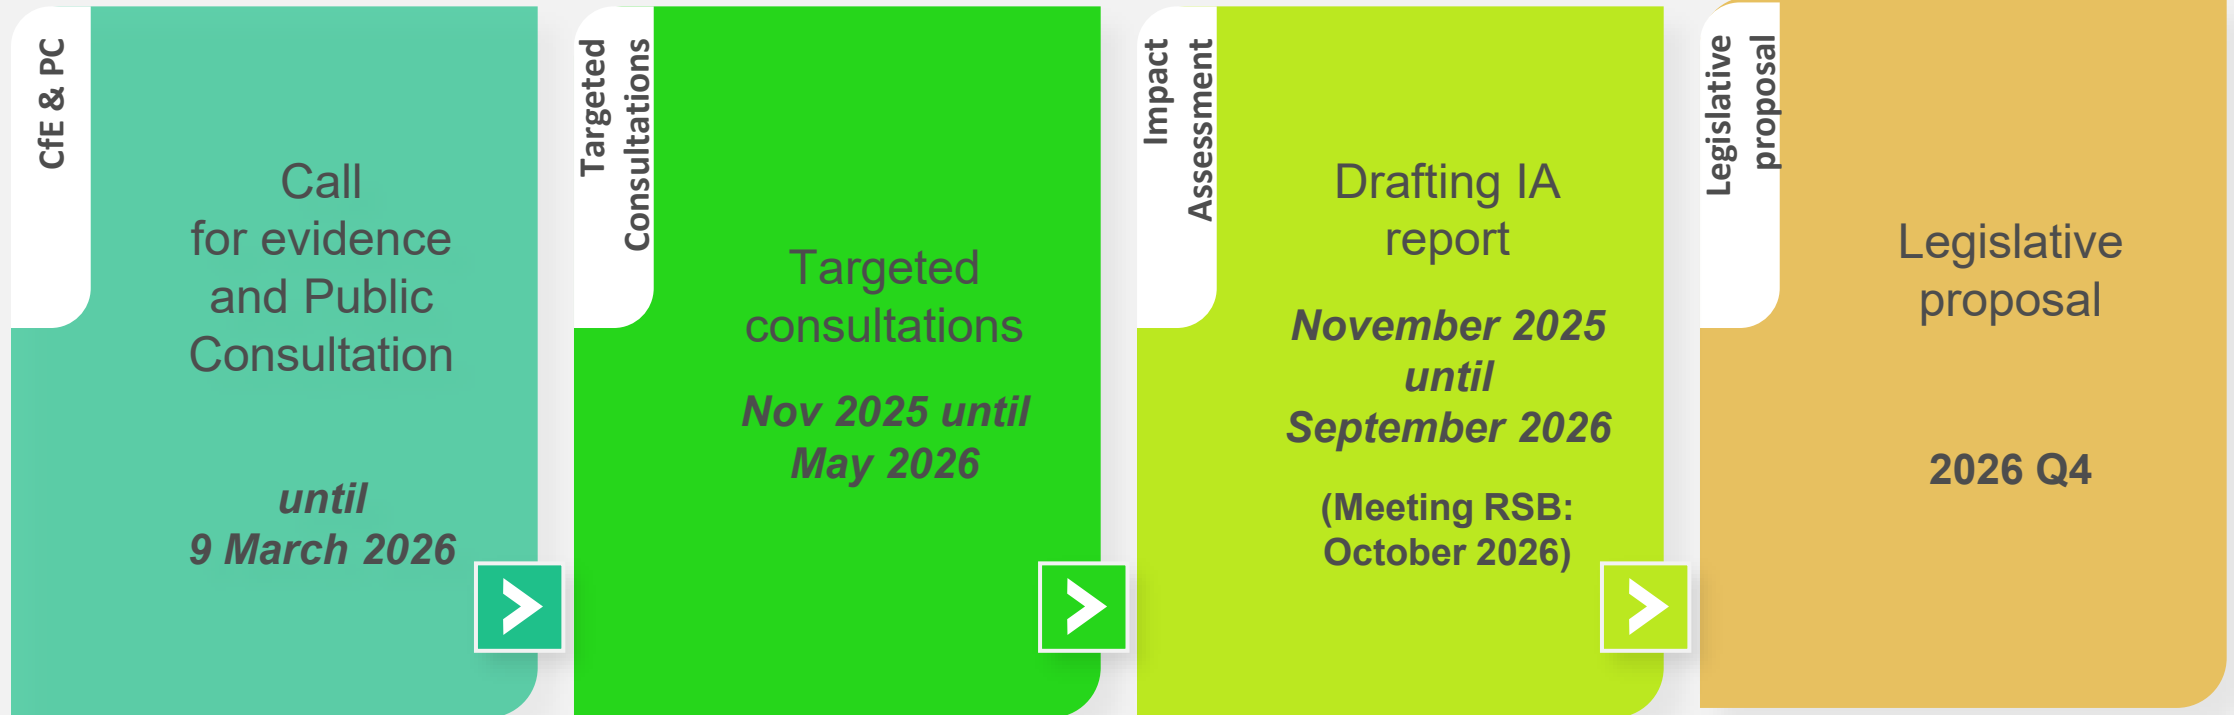 CfE & PC
Call
for evidence
and Public
Consultation
until
9 March 2026
Targeted
Consultations
Targeted
consultations
Nov 2025 until
May 2026
Impact
Assessment
Drafting IA
report
November 2025
until
September 2026
(Meeting RSB:
October 2026)
Legislative
proposal
Legislative
proposal
2026 Q4